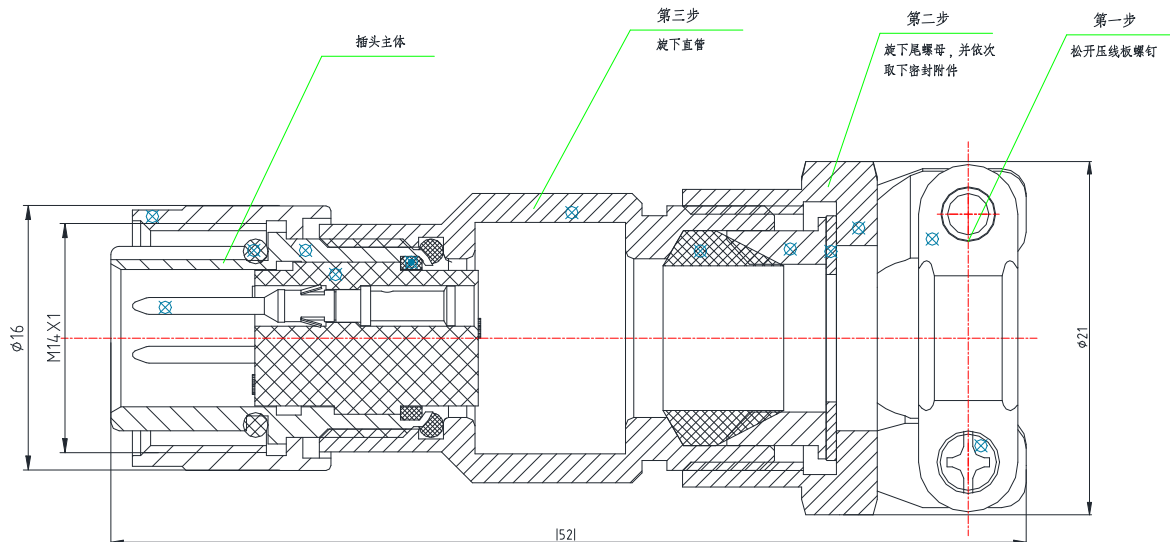 第三步
旋下直管
第二步
旋下尾螺母，并依次
取下密封附件
第一步
松开压线板螺钉
插头主体
φ16
M14X1
φ21
|52|